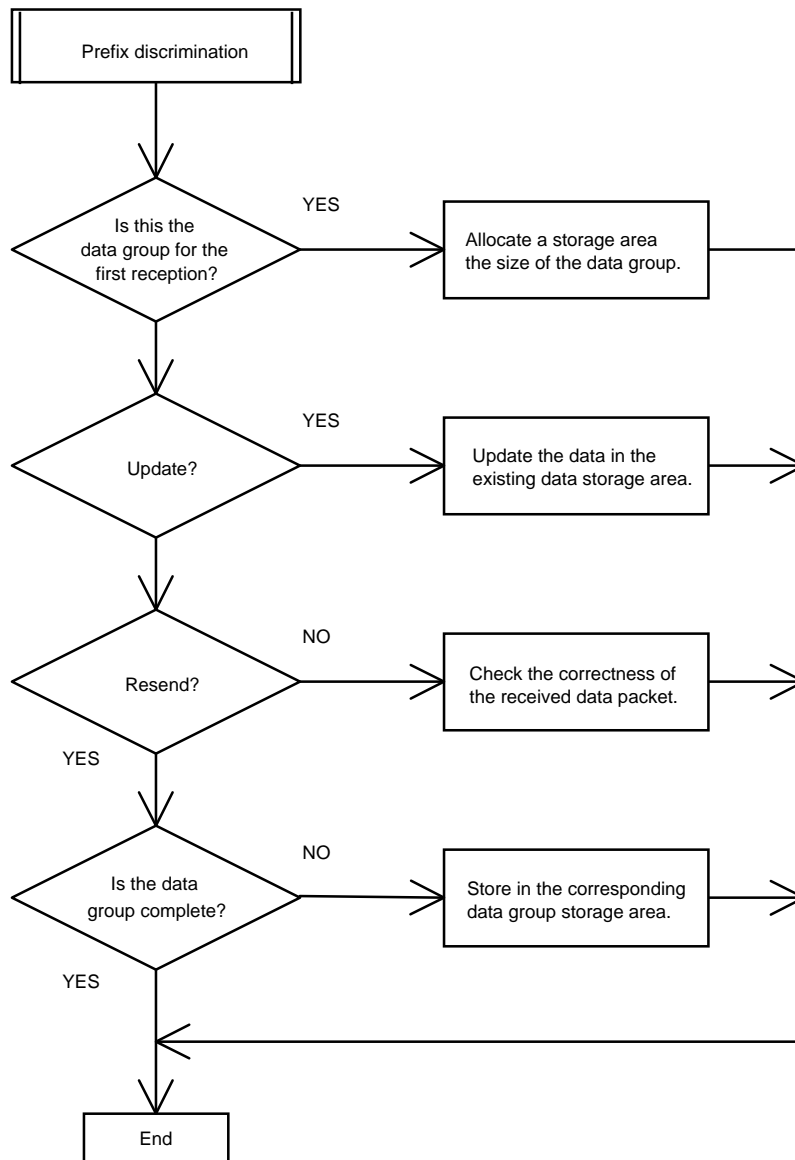 Prefix discrimination
Is this the
data group for the
first reception?
YES
Allocate a storage area
the size of the data group.
Update?
YES
Update the data in the
existing data storage area.
Resend?
NO
Check the correctness of
the received data packet.
YES
Is the data
group complete?
NO
Store in the corresponding
data group storage area.
YES
End